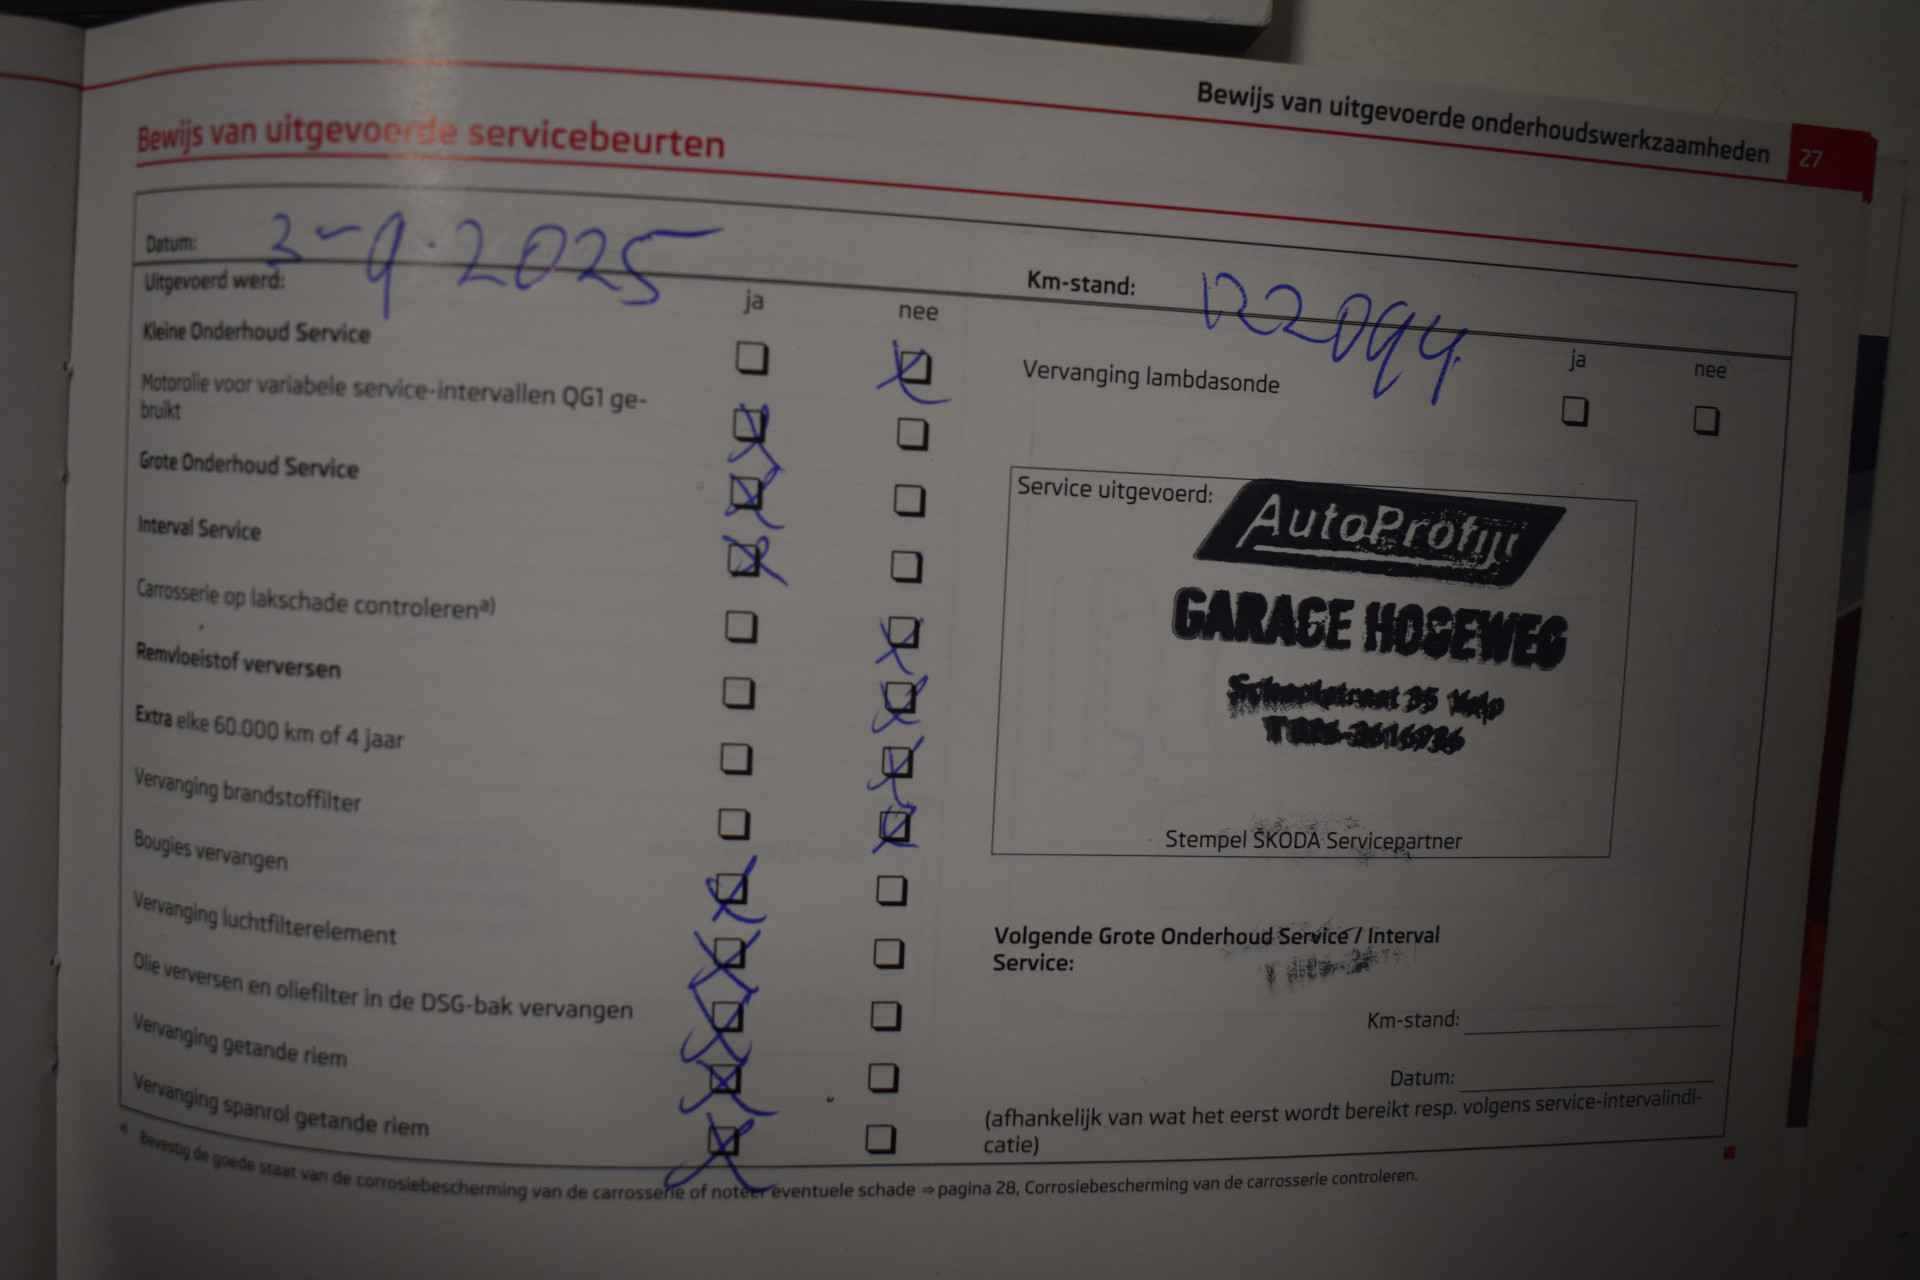 Bewijs van uitgevoerde onderhoudswerkzaamheden 27
Bewijs van uitgevoerde servicebeurten
Datum: 3-9.2025
Km-stand: 122094
Uitgevoerd werd:
ja nee
Kleine Onderhoud Service
Motorolie voor variabele service-intervallen QG1 ge-
bruikt
Grote Onderhoud Service
Interval Service
Carrosserie op lakschade controlerenᵃ⁾
Remvloeistof verversen
Extra elke 60.000 km of 4 jaar
Vervanging brandstoffilter
Bougies vervangen
Vervanging luchtfilterelement
Olie verversen en oliefilter in de DSG-bak vervangen
Vervanging getande riem
Vervanging spanrol getande riem
ja nee
Vervanging lambdasonde
Service uitgevoerd:
AutoProfijt
GARAGE HOGEWEG
Stempel ŠKODA Servicepartner
Volgende Grote Onderhoud Service / Interval
Service:
Km-stand:
Datum:
(afhankelijk van wat het eerst wordt bereikt resp. volgens service-intervalindi-
catie)
Bevestig de goede staat van de corrosiebescherming van de carrosserie of noteer eventuele schade ⇒ pagina 28, Corrosiebescherming van de carrosserie controleren.